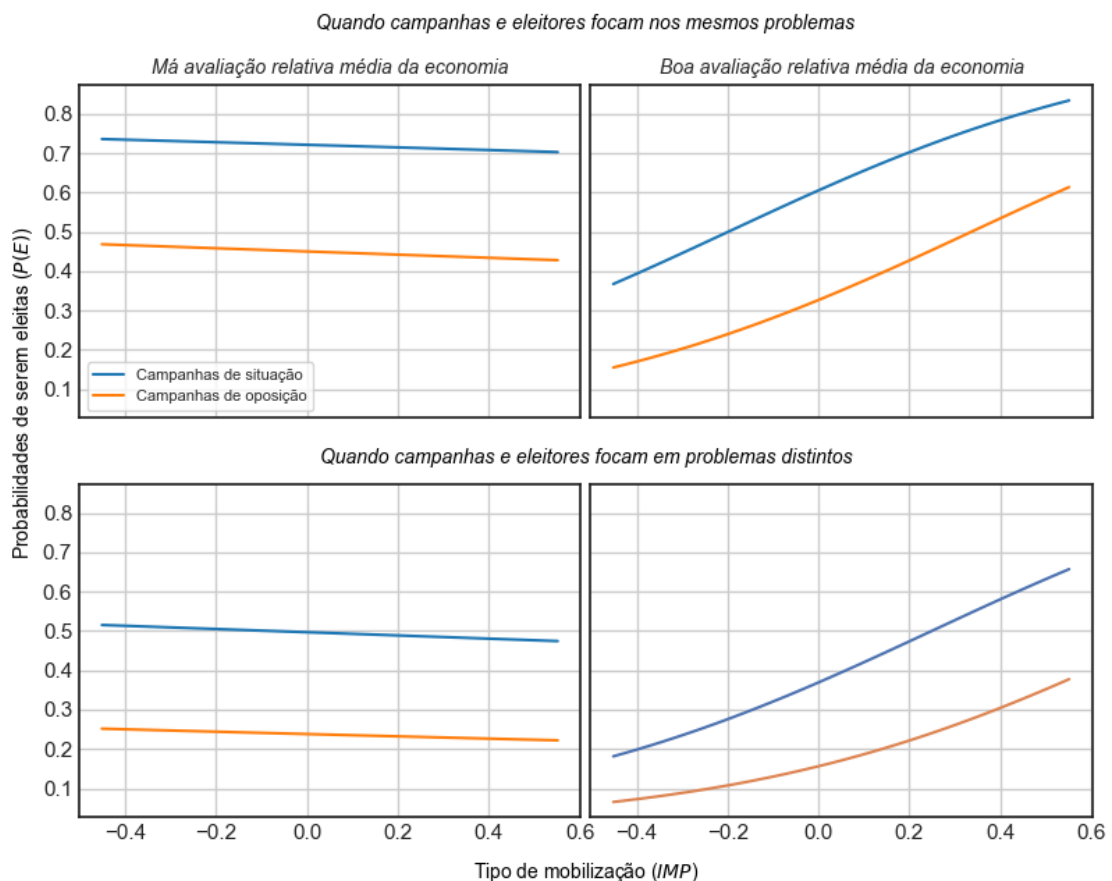 Quando campanhas e eleitores focam nos mesmos problemas
Má avaliação relativa média da economia
Boa avaliação relativa média da economia
0.8
0.7
0.6
0.5
0.4
0.3
0.2
0.1
Campanhas de situação
Campanhas de oposição
Probabilidades de serem eleitas (P(E))
Quando campanhas e eleitores focam em problemas distintos
0.8
0.7
0.6
0.5
0.4
0.3
0.2
0.1
−0.4 −0.2 0.0 0.2 0.4 0.6
−0.4 −0.2 0.0 0.2 0.4 0.6
Tipo de mobilização (IMP)